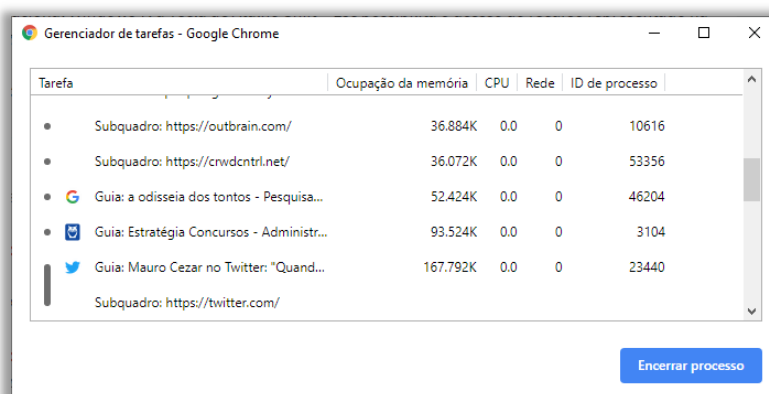 Gerenciador de tarefas - Google Chrome
Tarefa Ocupação da memória CPU Rede ID de processo
Subquadro: https://outbrain.com/ 36.884K 0.0 0 10616
Subquadro: https://crwdcntrl.net/ 36.072K 0.0 0 53356
Guia: a odisseia dos tontos - Pesquisa... 52.424K 0.0 0 46204
Guia: Estratégia Concursos - Administr... 93.524K 0.0 0 3104
Guia: Mauro Cezar no Twitter: "Quand... 167.792K 0.0 0 23440
Subquadro: https://twitter.com/
Encerrar processo